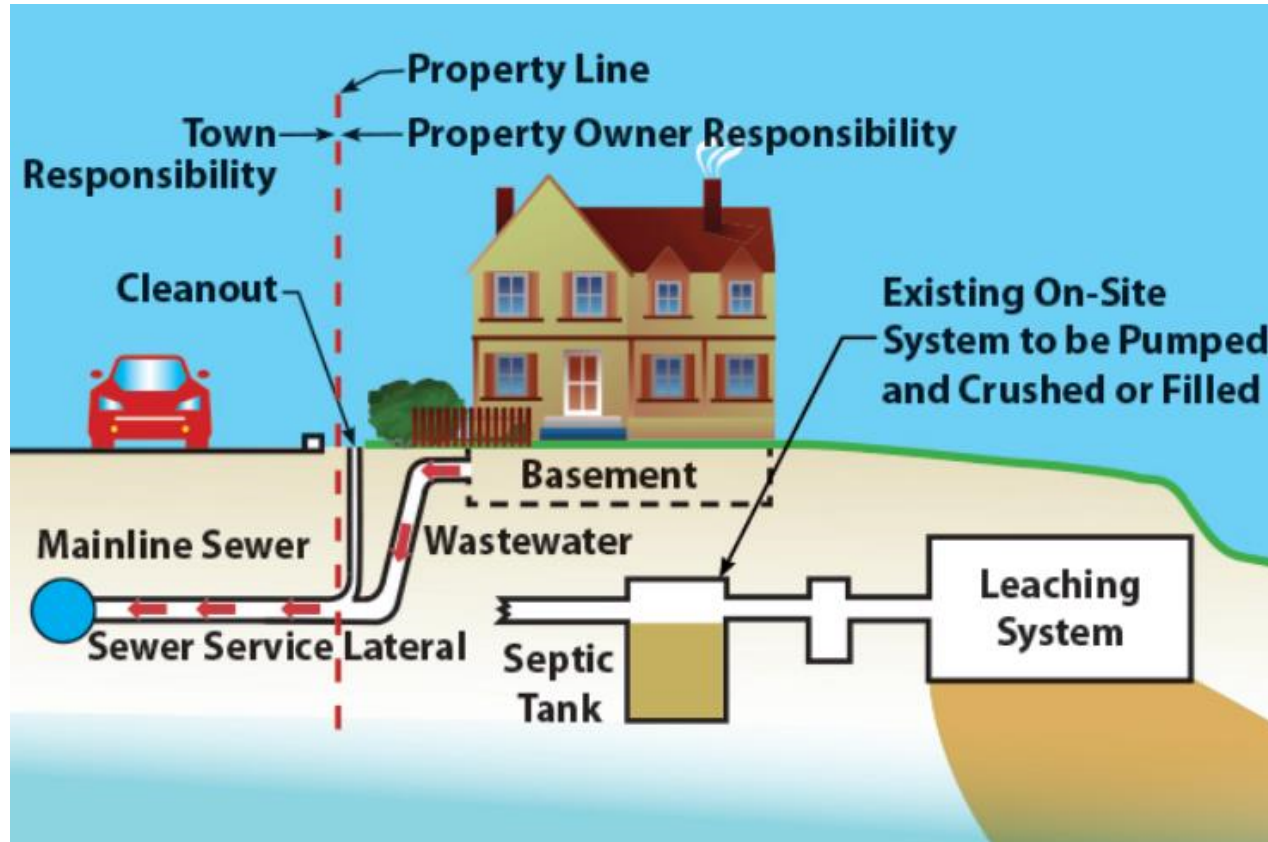 Property Line
Town
Responsibility
Property Owner Responsibility
Cleanout
Existing On-Site
System to be Pumped
and Crushed or Filled
Basement
Mainline Sewer
Wastewater
Sewer Service Lateral
Septic
Tank
Leaching
System